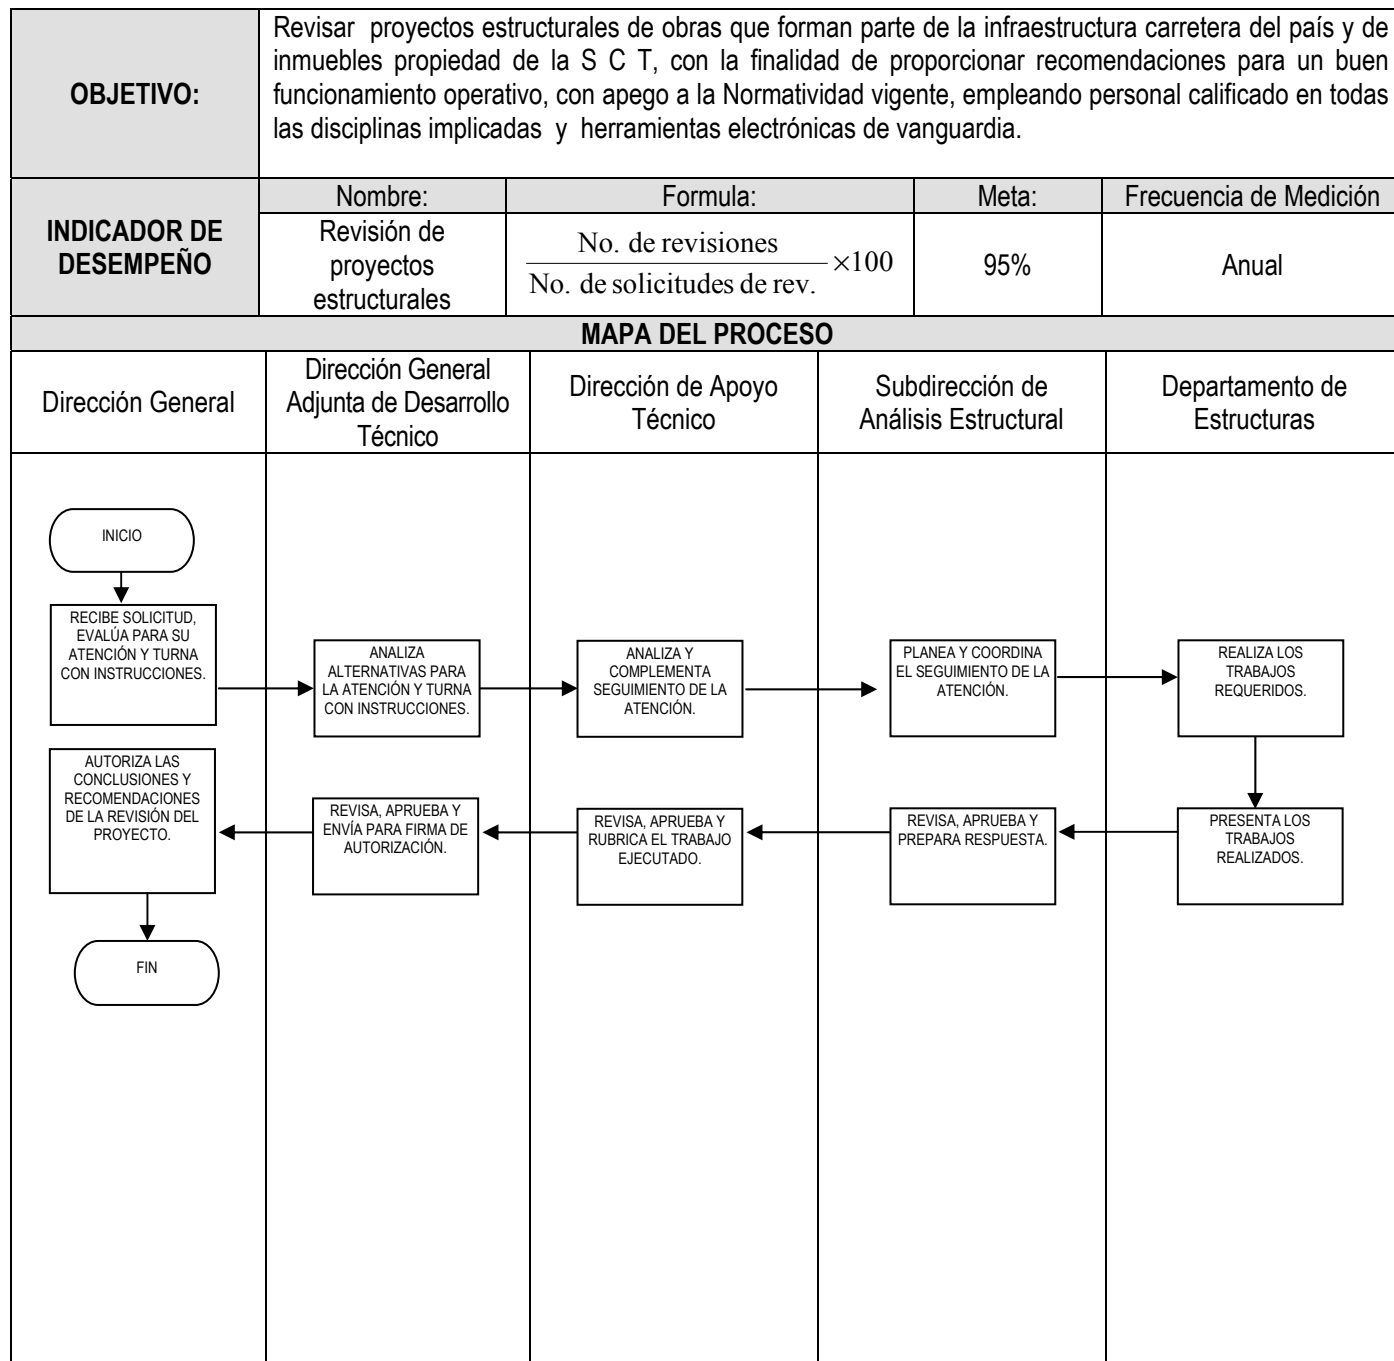 OBJETIVO:
Revisar proyectos estructurales de obras que forman parte de la infraestructura carretera del país y de
inmuebles propiedad de la S C T, con la finalidad de proporcionar recomendaciones para un buen
funcionamiento operativo, con apego a la Normatividad vigente, empleando personal calificado en todas
las disciplinas implicadas y herramientas electrónicas de vanguardia.
INDICADOR DE
DESEMPEÑO
Nombre:
Formula:
Meta:
Frecuencia de Medición
Revisión de
proyectos
estructurales
No. de revisiones
No. de solicitudes de rev.
×100
95%
Anual
MAPA DEL PROCESO
Dirección General
Dirección General
Adjunta de Desarrollo
Técnico
Dirección de Apoyo
Técnico
Subdirección de
Análisis Estructural
Departamento de
Estructuras
INICIO
RECIBE SOLICITUD,
EVALÚA PARA SU
ATENCIÓN Y TURNA
CON INSTRUCCIONES.
ANALIZA
ALTERNATIVAS PARA
LA ATENCIÓN Y TURNA
CON INSTRUCCIONES.
ANALIZA Y
COMPLEMENTA
SEGUIMIENTO DE LA
ATENCIÓN.
PLANEA Y COORDINA
EL SEGUIMIENTO DE LA
ATENCIÓN.
REALIZA LOS
TRABAJOS
REQUERIDOS.
AUTORIZA LAS
CONCLUSIONES Y
RECOMENDACIONES
DE LA REVISIÓN DEL
PROYECTO.
REVISA, APRUEBA Y
ENVÍA PARA FIRMA DE
AUTORIZACIÓN.
REVISA, APRUEBA Y
RUBRICA EL TRABAJO
EJECUTADO.
REVISA, APRUEBA Y
PREPARA RESPUESTA.
PRESENTA LOS
TRABAJOS
REALIZADOS.
FIN